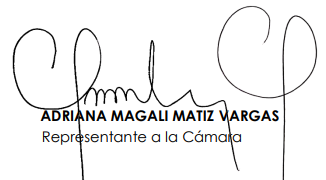 ADRIANA MAGALI MATIZ VARGAS
Representante a la Cámara